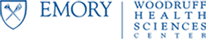 EMORY
WOODRUFF
HEALTH
SCIENCES
CENTER